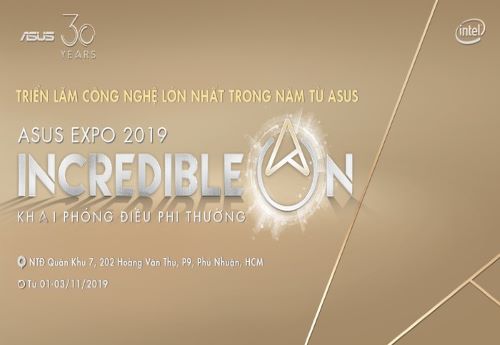 ASUS 30 YEARS
intel
TRIỂN LÃM CÔNG NGHỆ LỚN NHẤT TRONG NĂM TỪ ASUS
ASUS EXPO 2019
INCREDIBLE ON
KHAI PHÓNG ĐIỀU PHI THƯỜNG
NTĐ Quân Khu 7, 202 Hoàng Văn Thụ, P9, Phú Nhuận, HCM
Từ 01-03/11/2019